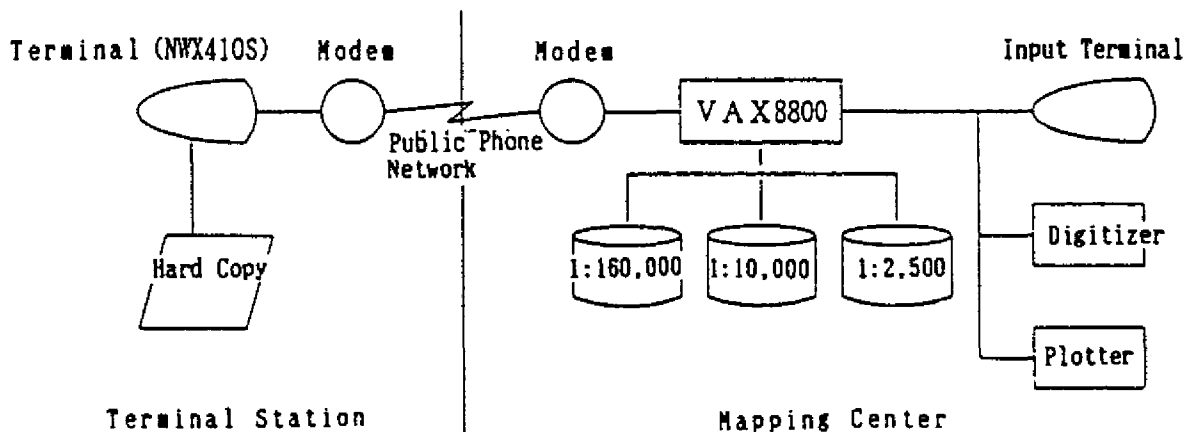 Terminal (NWX410S)
Modem
Modem
Input Terminal
VAX8800
Public Phone
Network
Hard Copy
1:160,000
1:10,000
1:2,500
Digitizer
Plotter
Terminal Station
Mapping Center